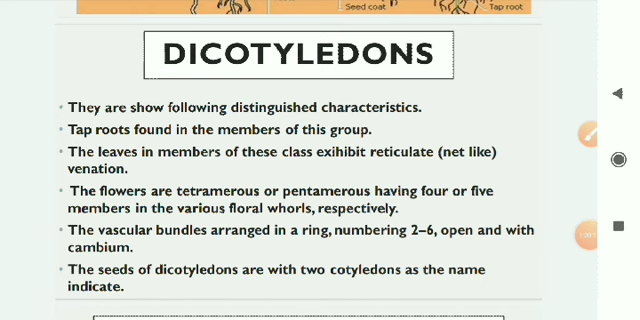 Seed coat
Tap root
DICOTYLEDONS
• They are show following distinguished characteristics.
• Tap roots found in the members of this group.
• The leaves in members of these class exihibit reticulate (net like)
venation.
• The flowers are tetramerous or pentamerous having four or five
members in the various floral whorls, respectively.
• The vascular bundles arranged in a ring, numbering 2–6, open and with
cambium.
• The seeds of dicotyledons are with two cotyledons as the name
indicate.